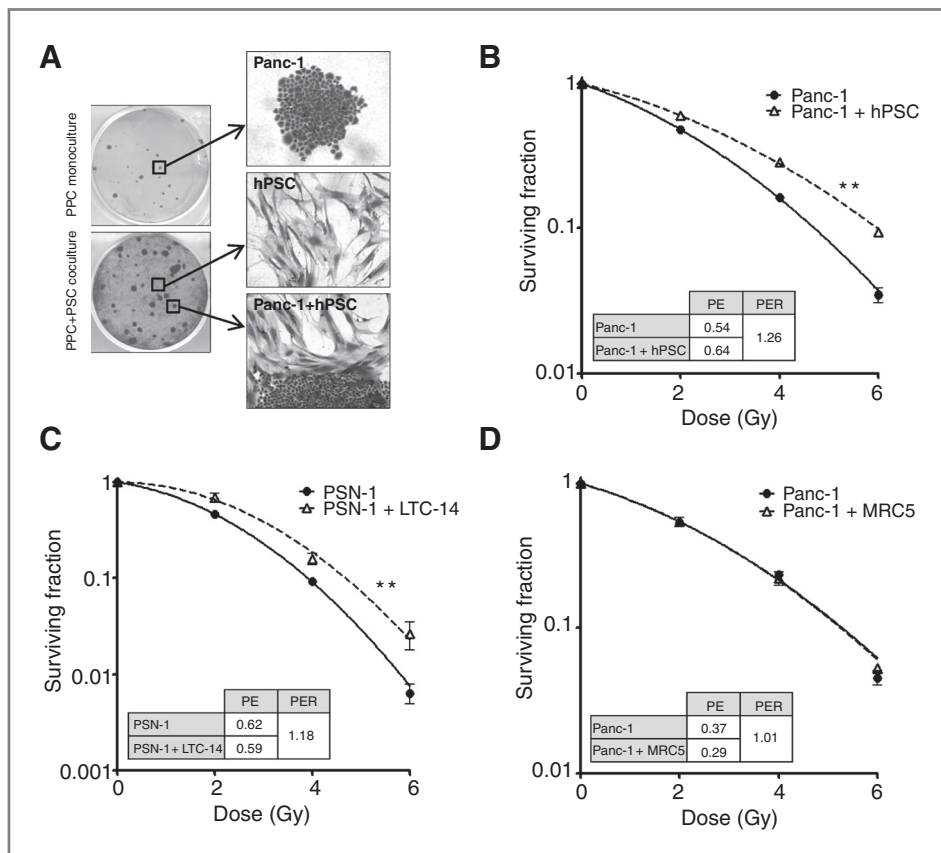 A
PPC monoculture
PPC+PSC coculture
Panc-1
hPSC
Panc-1+hPSC
B
Surviving fraction
1
0.1
0.01
0 2 4 6
Dose (Gy)
Panc-1
Panc-1 + hPSC
**
PE PER
Panc-1 0.54 1.26
Panc-1 + hPSC 0.64
C
Surviving fraction
1
0.1
0.01
0.001
0 2 4 6
Dose (Gy)
PSN-1
PSN-1 + LTC-14
**
PE PER
PSN-1 0.62 1.18
PSN-1 + LTC-14 0.59
D
Surviving fraction
1
0.1
0.01
0 2 4 6
Dose (Gy)
Panc-1
Panc-1 + MRC5
PE PER
Panc-1 0.37 1.01
Panc-1 + MRC5 0.29